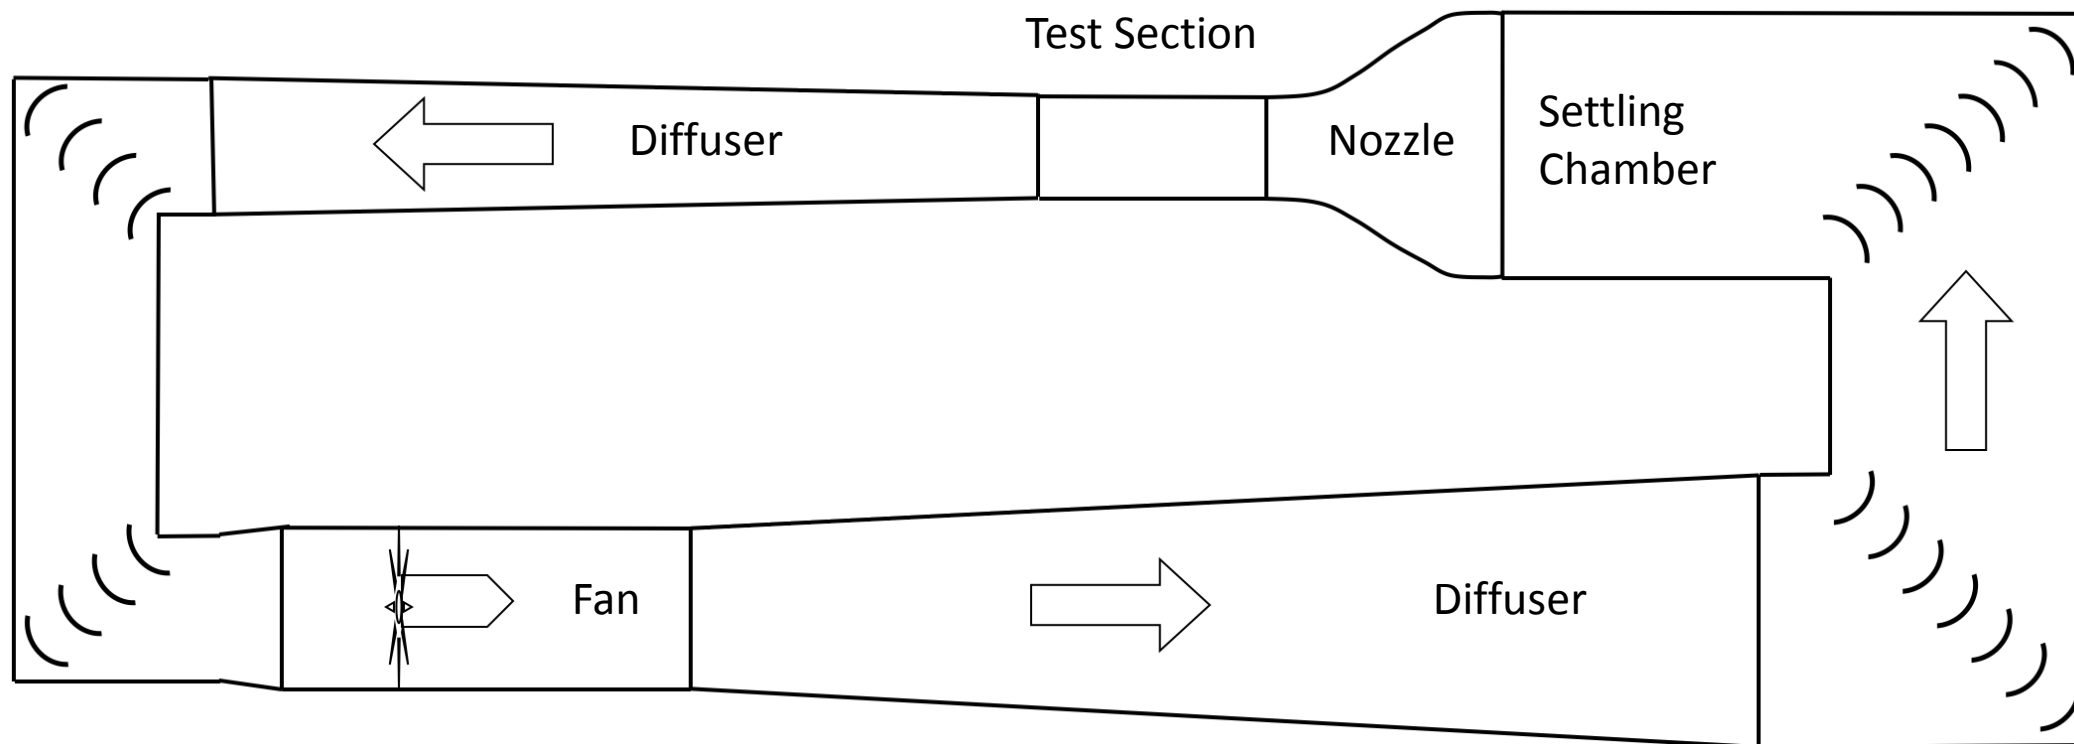 Test Section
Diffuser
Nozzle
Settling
Chamber
Fan
Diffuser